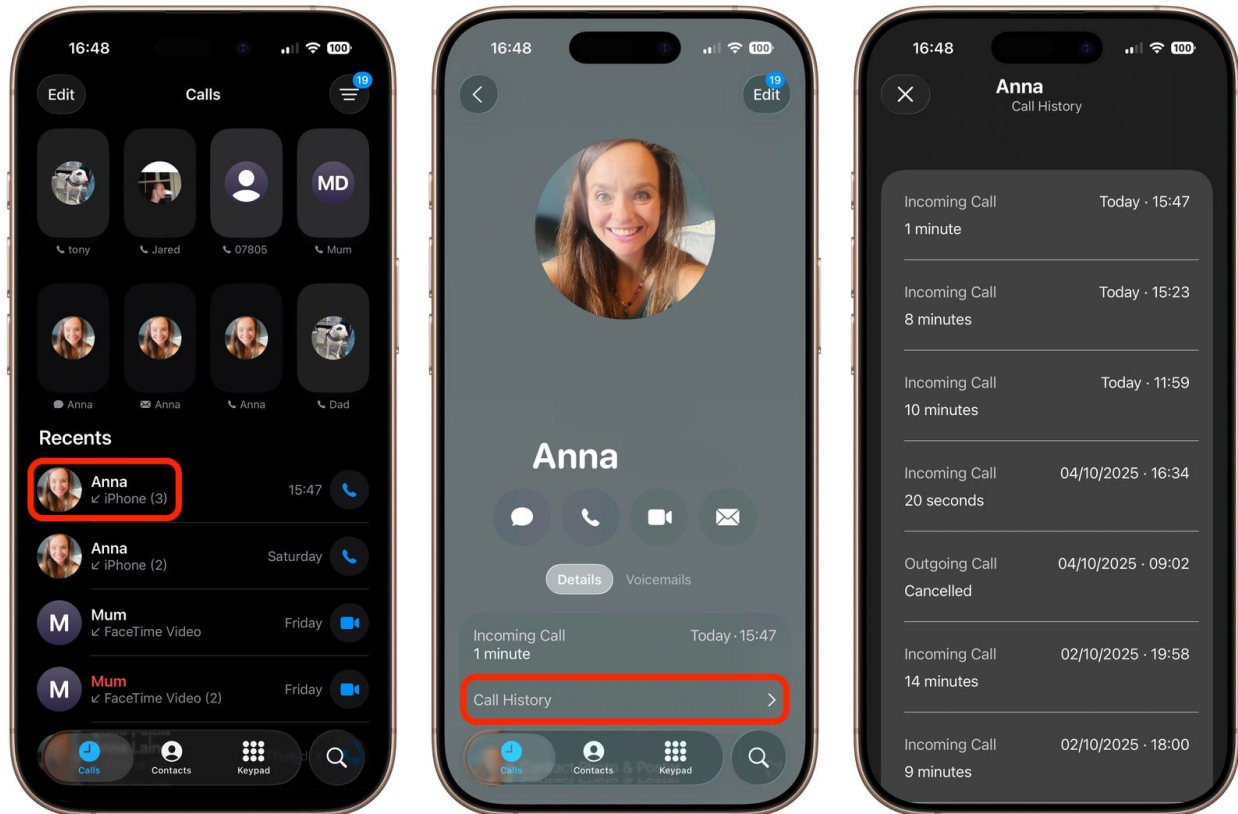 16:48
100
Edit
Calls
19
MD
tony
Jared
07805
Mum
Anna
Anna
Anna
Dad
Recents
Anna
iPhone (3)
15:47
Anna
iPhone (2)
Saturday
M
Mum
FaceTime Video
Friday
M
Mum
FaceTime Video (2)
Friday
Calls
Contacts
Keypad
16:48
100
19
Edit
Anna
Details
Voicemails
Incoming Call
Today · 15:47
1 minute
Call History
Calls
Contacts
Keypad
16:48
100
Anna
Call History
Incoming Call
Today · 15:47
1 minute
Incoming Call
Today · 15:23
8 minutes
Incoming Call
Today · 11:59
10 minutes
Incoming Call
04/10/2025 · 16:34
20 seconds
Outgoing Call
04/10/2025 · 09:02
Cancelled
Incoming Call
02/10/2025 · 19:58
14 minutes
Incoming Call
02/10/2025 · 18:00
9 minutes